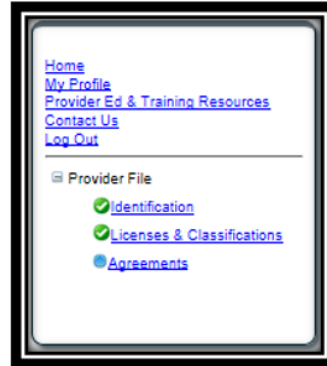 Home
My Profile
Provider Ed & Training Resources
Contact Us
Log Out
Provider File
Identification
Licenses & Classifications
Agreements